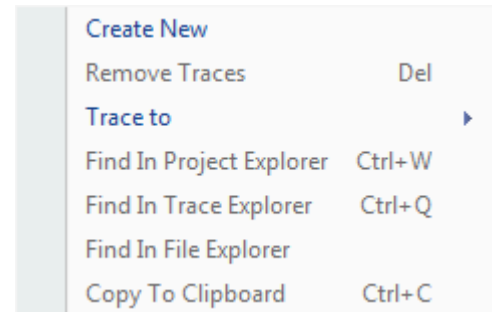 Create New
Remove Traces Del
Trace to
Find In Project Explorer Ctrl+W
Find In Trace Explorer Ctrl+Q
Find In File Explorer
Copy To Clipboard Ctrl+C